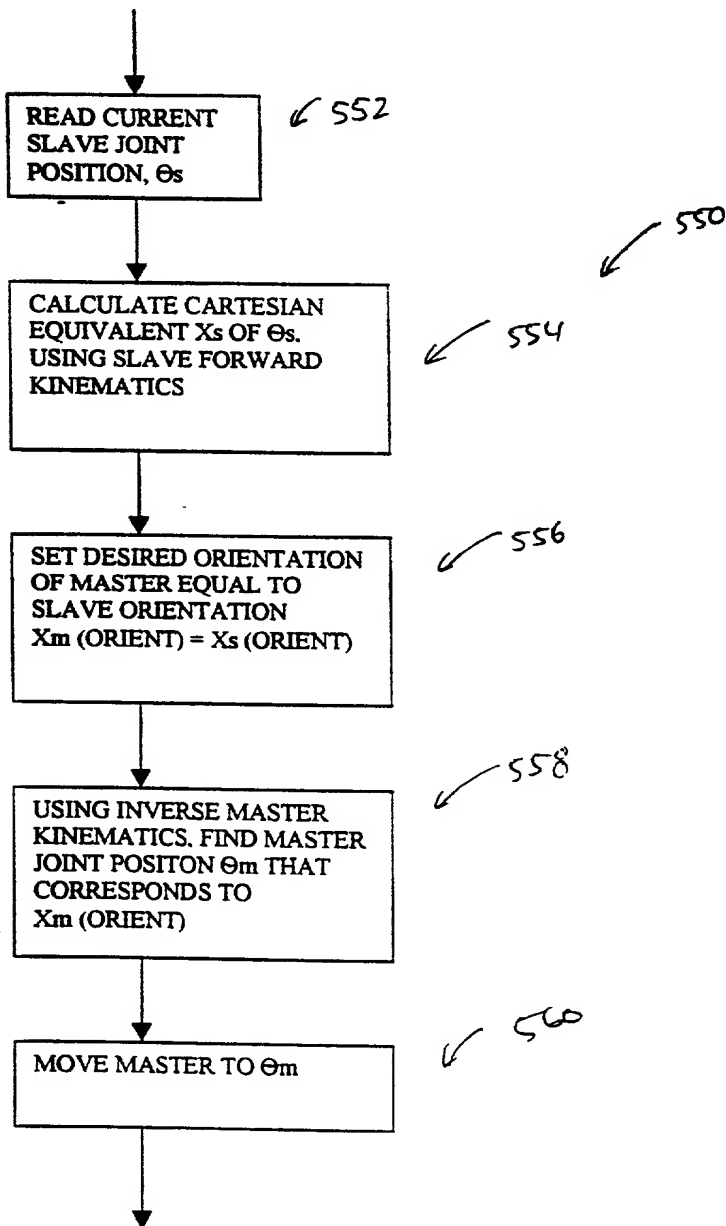 READ CURRENT
SLAVE JOINT
POSITION, Θs
552
550
CALCULATE CARTESIAN
EQUIVALENT Xs OF Θs.
USING SLAVE FORWARD
KINEMATICS
554
SET DESIRED ORIENTATION
OF MASTER EQUAL TO
SLAVE ORIENTATION
Xm (ORIENT) = Xs (ORIENT)
556
USING INVERSE MASTER
KINEMATICS. FIND MASTER
JOINT POSITON Θm THAT
CORRESPONDS TO
Xm (ORIENT)
558
MOVE MASTER TO Θm
560